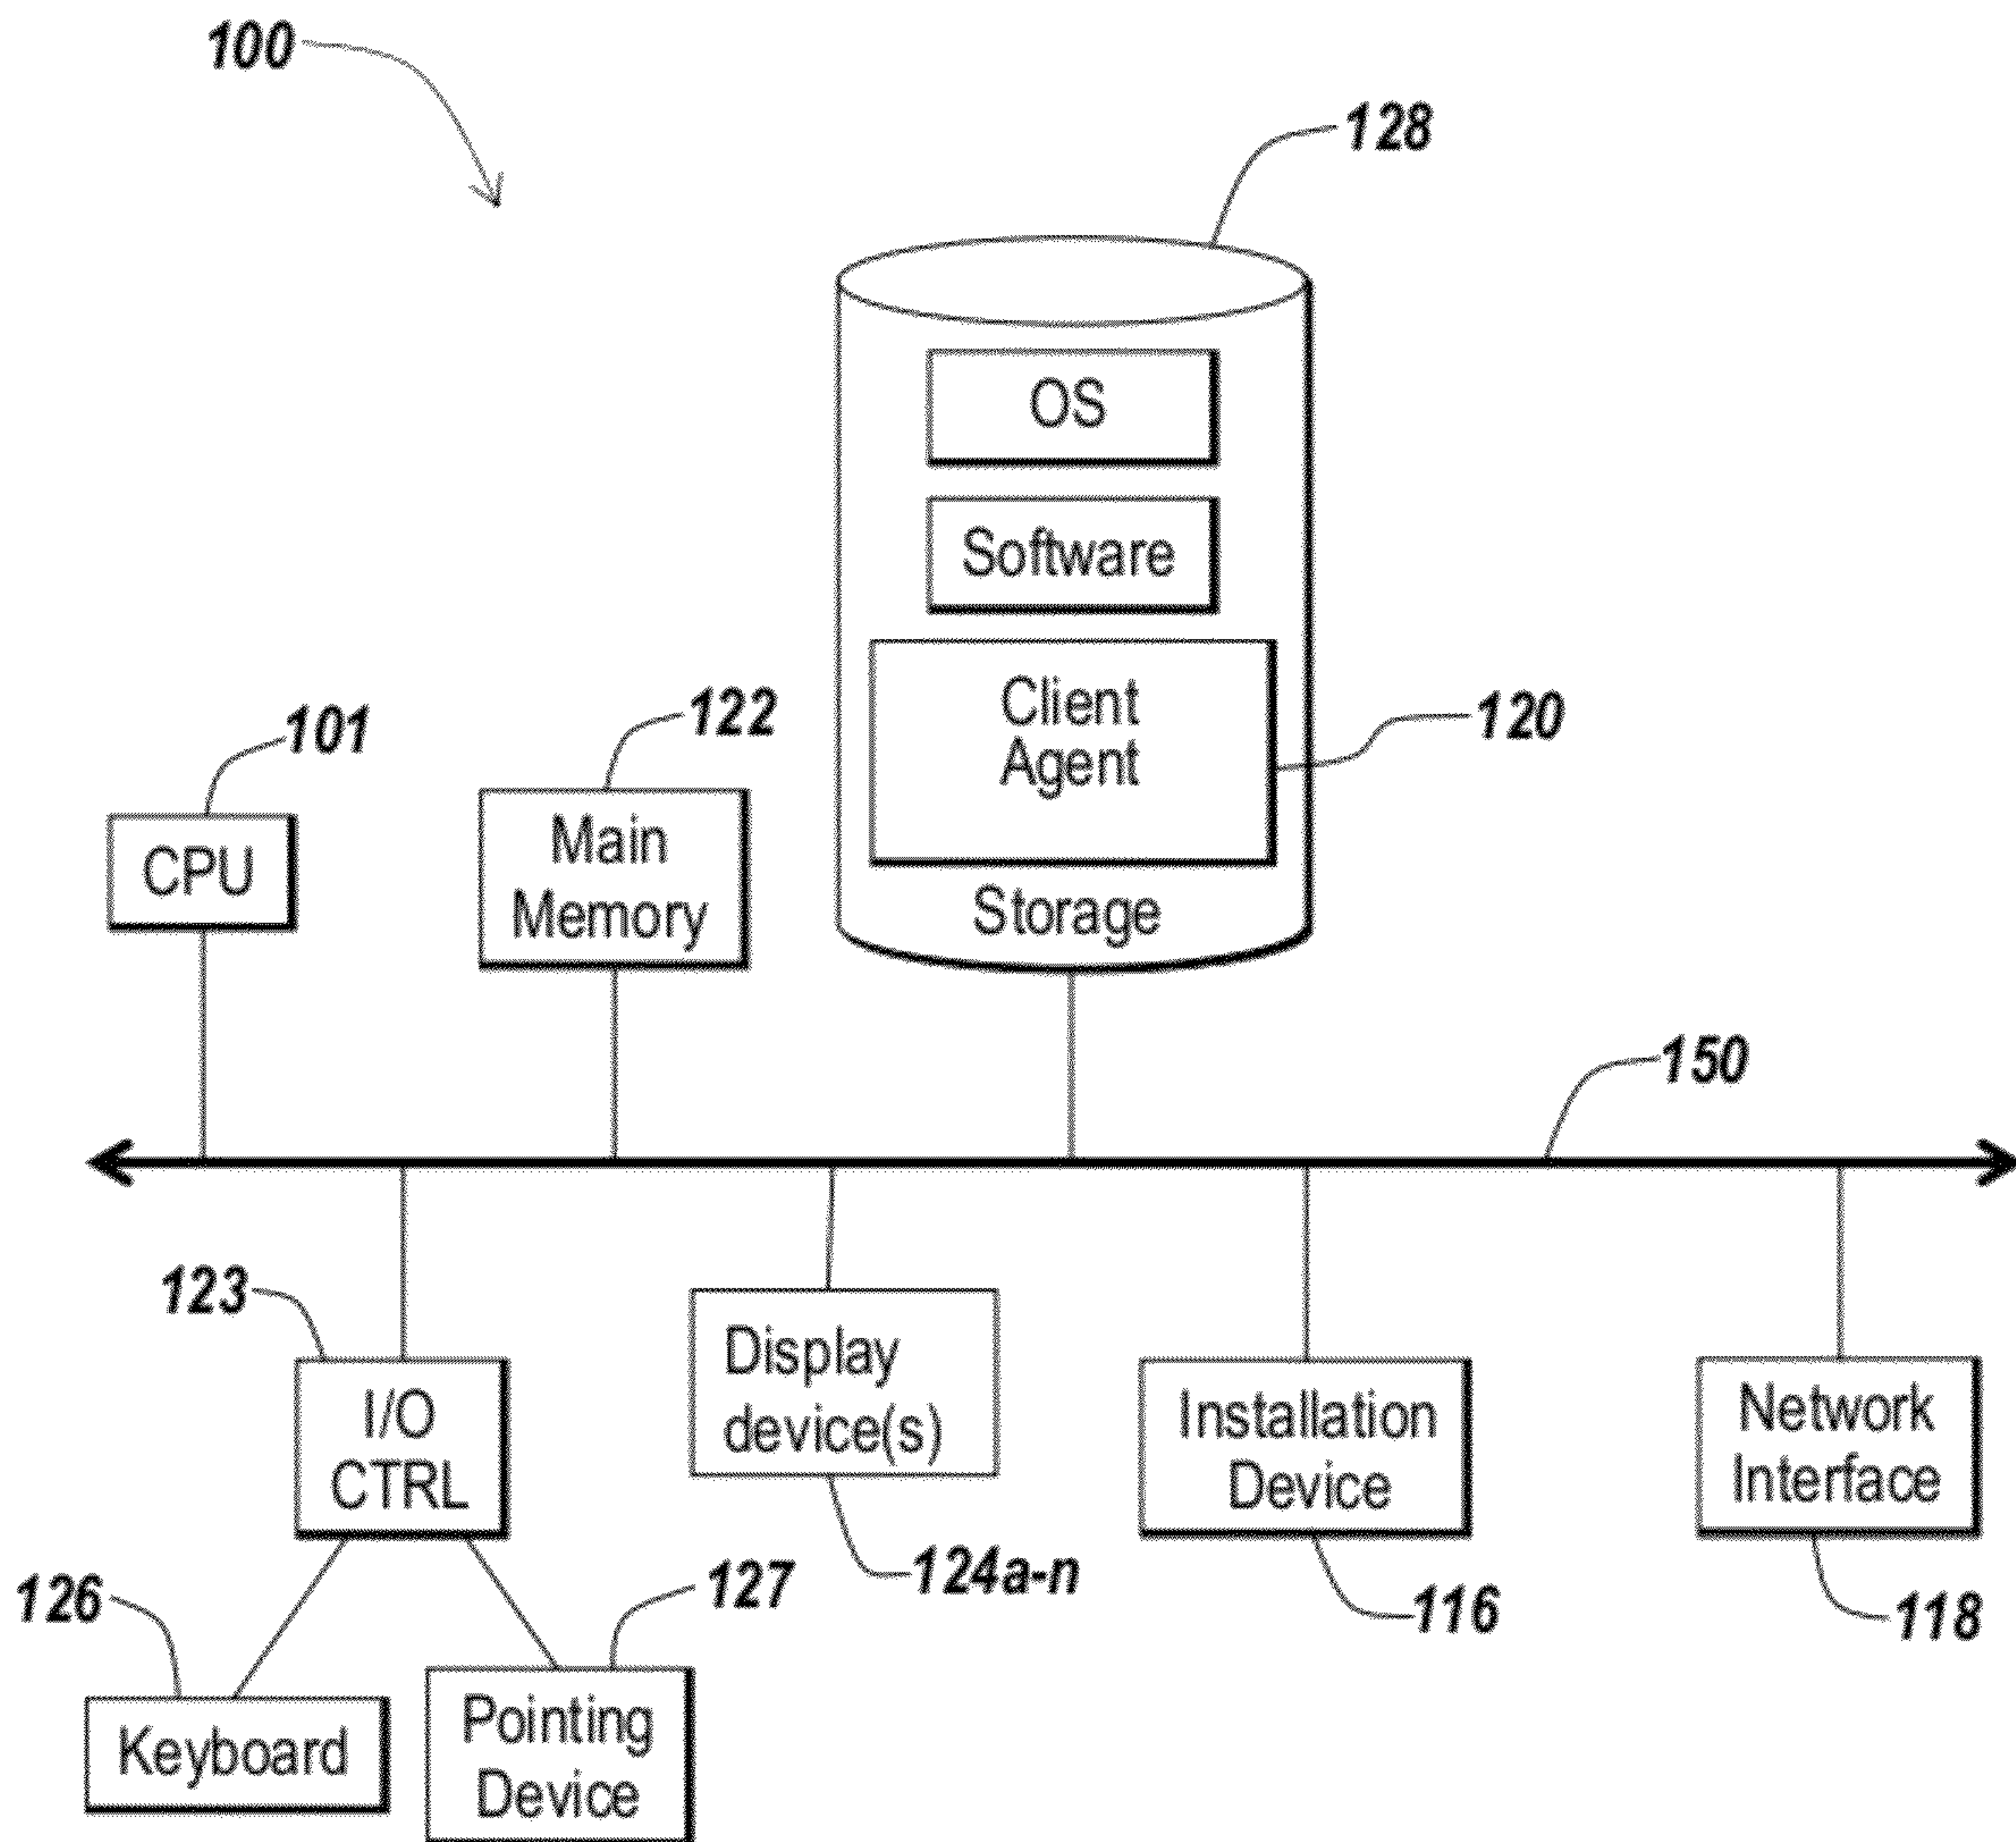 100
128
OS
Software
Client
Agent
120
Storage
101
CPU
122
Main
Memory
150
123
I/O
CTRL
Display
device(s)
124a-n
Installation
Device
116
Network
Interface
118
126
Keyboard
127
Pointing
Device